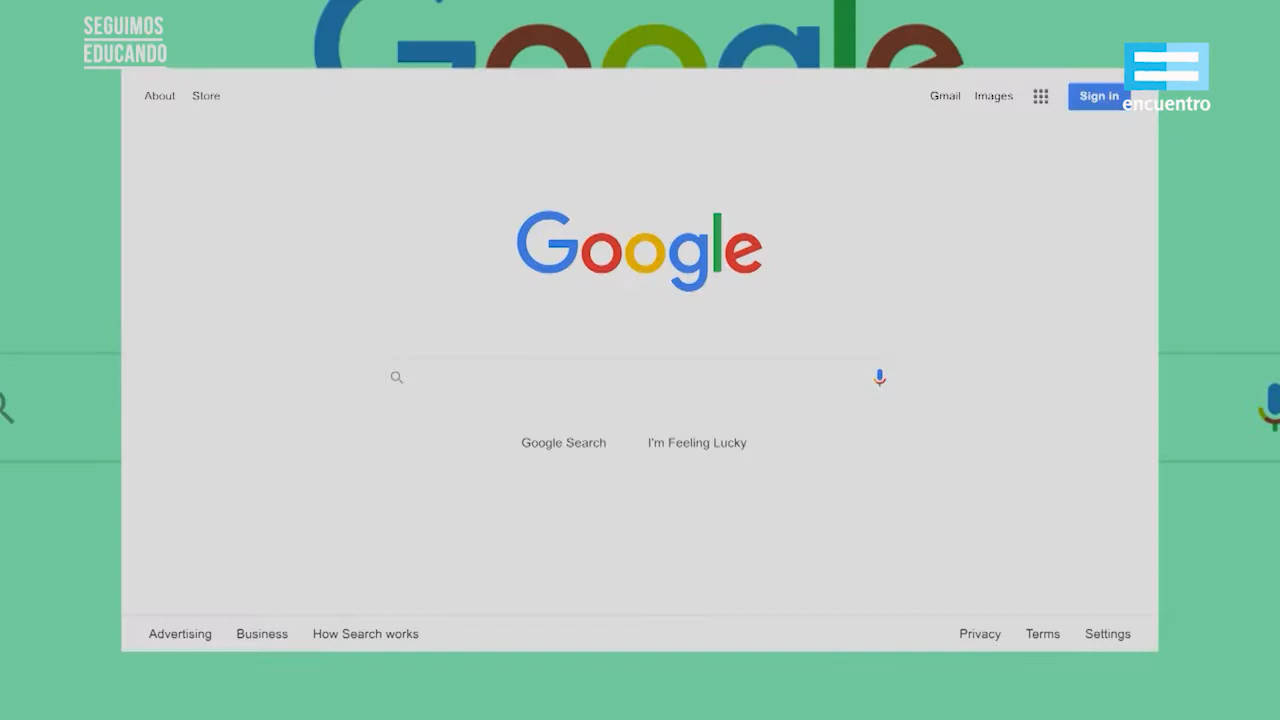 SEGUIMOS
EDUCANDO
Google
encuentro
About Store Gmail Images Sign in
Google
Google Search I'm Feeling Lucky
Advertising Business How Search works Privacy Terms Settings